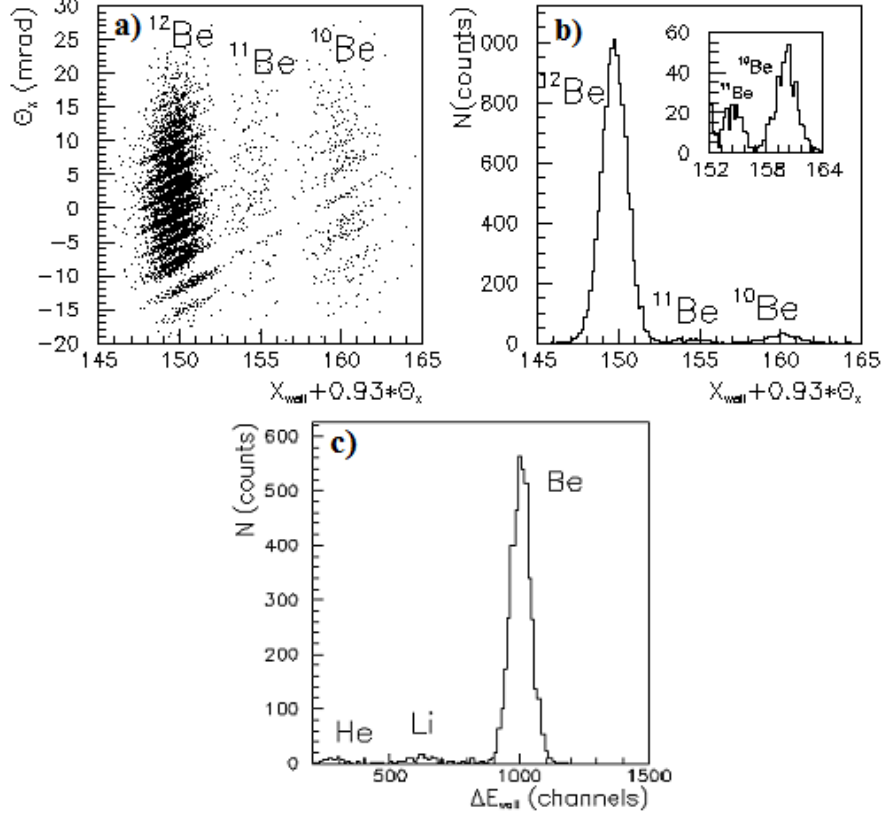 a)
¹²Be
¹¹Be
¹⁰Be
Θₓ (mrad)
30
25
20
15
10
5
0
−5
−10
−15
−20
145
150
155
160
165
X_wall+0.93*Θₓ
b)
N(counts)
1000
800
600
400
200
0
¹²Be
¹¹Be
¹⁰Be
60
40
20
0
¹¹Be
¹⁰Be
152
158
164
145
150
155
160
165
X_wall+0.93*Θₓ
c)
N (counts)
600
500
400
300
200
100
0
He
Li
Be
500
1000
1500
ΔE_wall (channels)